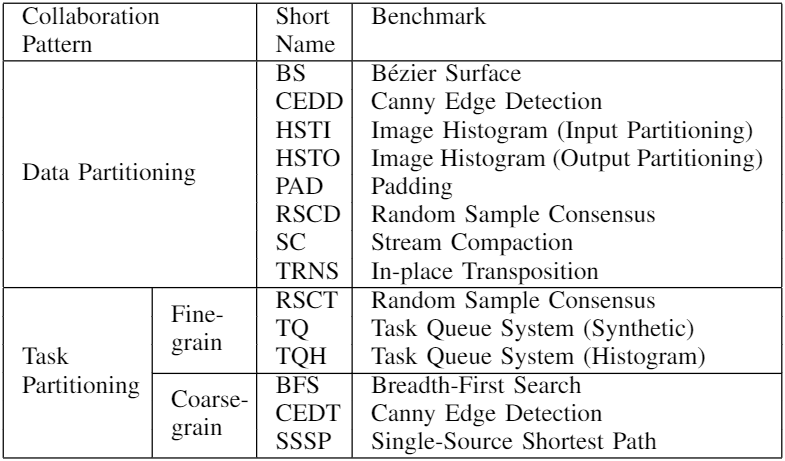 Collaboration Pattern | Short Name | Benchmark
Data Partitioning
BS | Bézier Surface
CEDD | Canny Edge Detection
HSTI | Image Histogram (Input Partitioning)
HSTO | Image Histogram (Output Partitioning)
PAD | Padding
RSCD | Random Sample Consensus
SC | Stream Compaction
TRNS | In-place Transposition
Task Partitioning
Fine-grain
RSCT | Random Sample Consensus
TQ | Task Queue System (Synthetic)
TQH | Task Queue System (Histogram)
Coarse-grain
BFS | Breadth-First Search
CEDT | Canny Edge Detection
SSSP | Single-Source Shortest Path